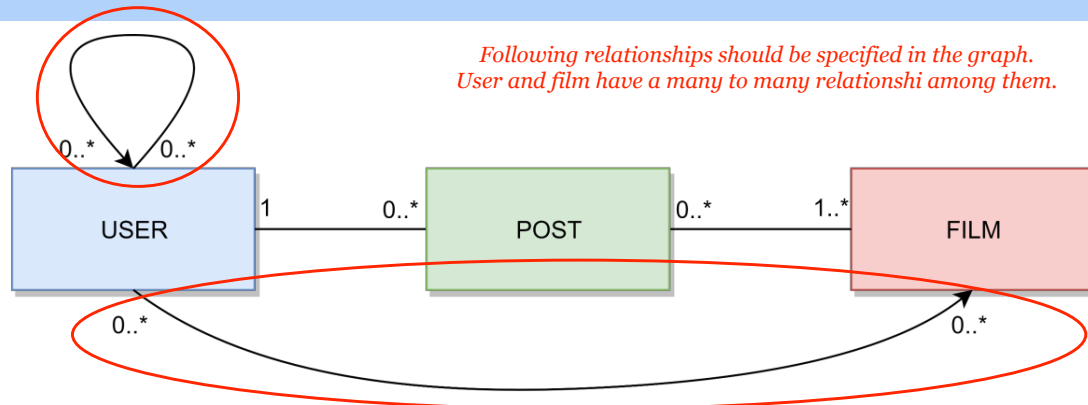 Following relationships should be specified in the graph.
User and film have a many to many relationshi among them.
0..* 0..*
USER 1 0..* POST 0..* 1..* FILM
0..* 0..*